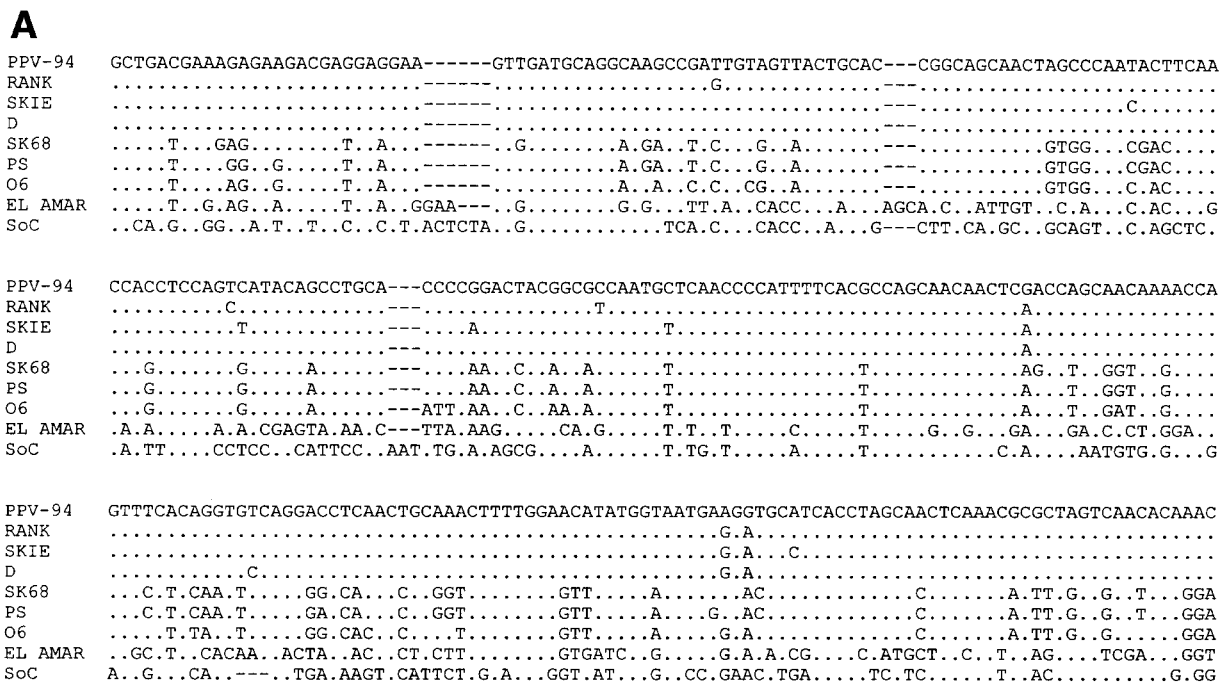 A
PPV-94 GCTGACGAAAGAGAAGACGAGGAGGAA------GTTGATGCAGGCAAGCCGATTGTAGTTACTGCAC---CGGCAGCAACTAGCCCAATACTTCAA
RANK ...........................------...................G..............---..........................
SKIE ...........................------..................................---..................C.......
D ...........................------..................................---..........................
SK68 .....T...GAG.......T..A....------..G........A.GA..T.C...G..A.......---...........GTGG...CGAC....
PS .....T....GG..G....T..A....------...........A.GA..T.C...G..A.......---...........GTGG...CGAC....
O6 .....T....AG..G....T..A....------...........A..A..C.C..CG..A.......---...........GTGG...C.AC....
EL AMAR .....T..G.AG..A....T..A..GGAA---...G........G.G...TT.A..CACC...A...AGCA.C..ATTGT..C.A...C.AC...G
SoC ..CA.G..GG..A.T..T..C..C.T.ACTCTA..G............TCA.C...CACC..A...G---CTT.CA.GC..GCAGT..C.AGCTC.
PPV-94 CCACCTCCAGTCATACAGCCTGCA---CCCCGGACTACGGCGCCAATGCTCAACCCCATTTTCACGCCAGCAACAACTCGACCAGCAACAAAACCA
RANK ..........C.............---...............T.....................................A................
SKIE ...........T............---....A................T...............................A................
D ........................---.....................................................A................
SK68 ...G.......G.....A......---....AA..C..A..A......T................T..............AG..T..GGT..G....
PS ...G.......G.....A......---....AA..C..A..A......T................T..............A...T..GGT..G....
O6 ...G.......G.....A......---ATT.AA..C..AA.A......T................T..............A...T..GAT..G....
EL AMAR .A.A.....A.A.CGAGTA.AA.C---TTA.AAG.....CA.G.....T.T..T.....C.....T.....G..G...GA...GA.C.CT.GGA..
SoC .A.TT....CCTCC..CATTCC..AAT.TG.A.AGCG....A......T.TG.T.....A.....T...........C.A....AATGTG.G...G
PPV-94 GTTTCACAGGTGTCAGGACCTCAACTGCAAACTTTTGGAACATATGGTAATGAAGGTGCATCACCTAGCAACTCAAACGCGCTAGTCAACACAAAC
RANK .....................................................G.A........................................
SKIE .....................................................G.A...C....................................
D ............C........................................G.A........................................
SK68 ...C.T.CAA.T.....GG.CA...C..GGT.......GTT.....A.......AC.............C.......A.TT.G..G..T...GGA
PS ...C.T.CAA.T.....GA.CA...C..GGT.......GTT.....A....G..AC.............C.......A.TT.G..G..T...GGA
O6 .....T.TA..T.....GG.CAC..C...T........GTT.....A.....G.A..............C.......A.TT.G..G......GGA
EL AMAR ..GC.T..CACAA..ACTA..AC..CT.CTT.......GTGATC..G.....G..A.A.CG....C.ATGCT..C..T..AG....TCGA...GGT
SoC A..G...CA..---..TGA.AAGT.CATTCT.G.A...GGT.AT...G..CC.GAAC.TGA.....TC.TC......T..A..........G.GG